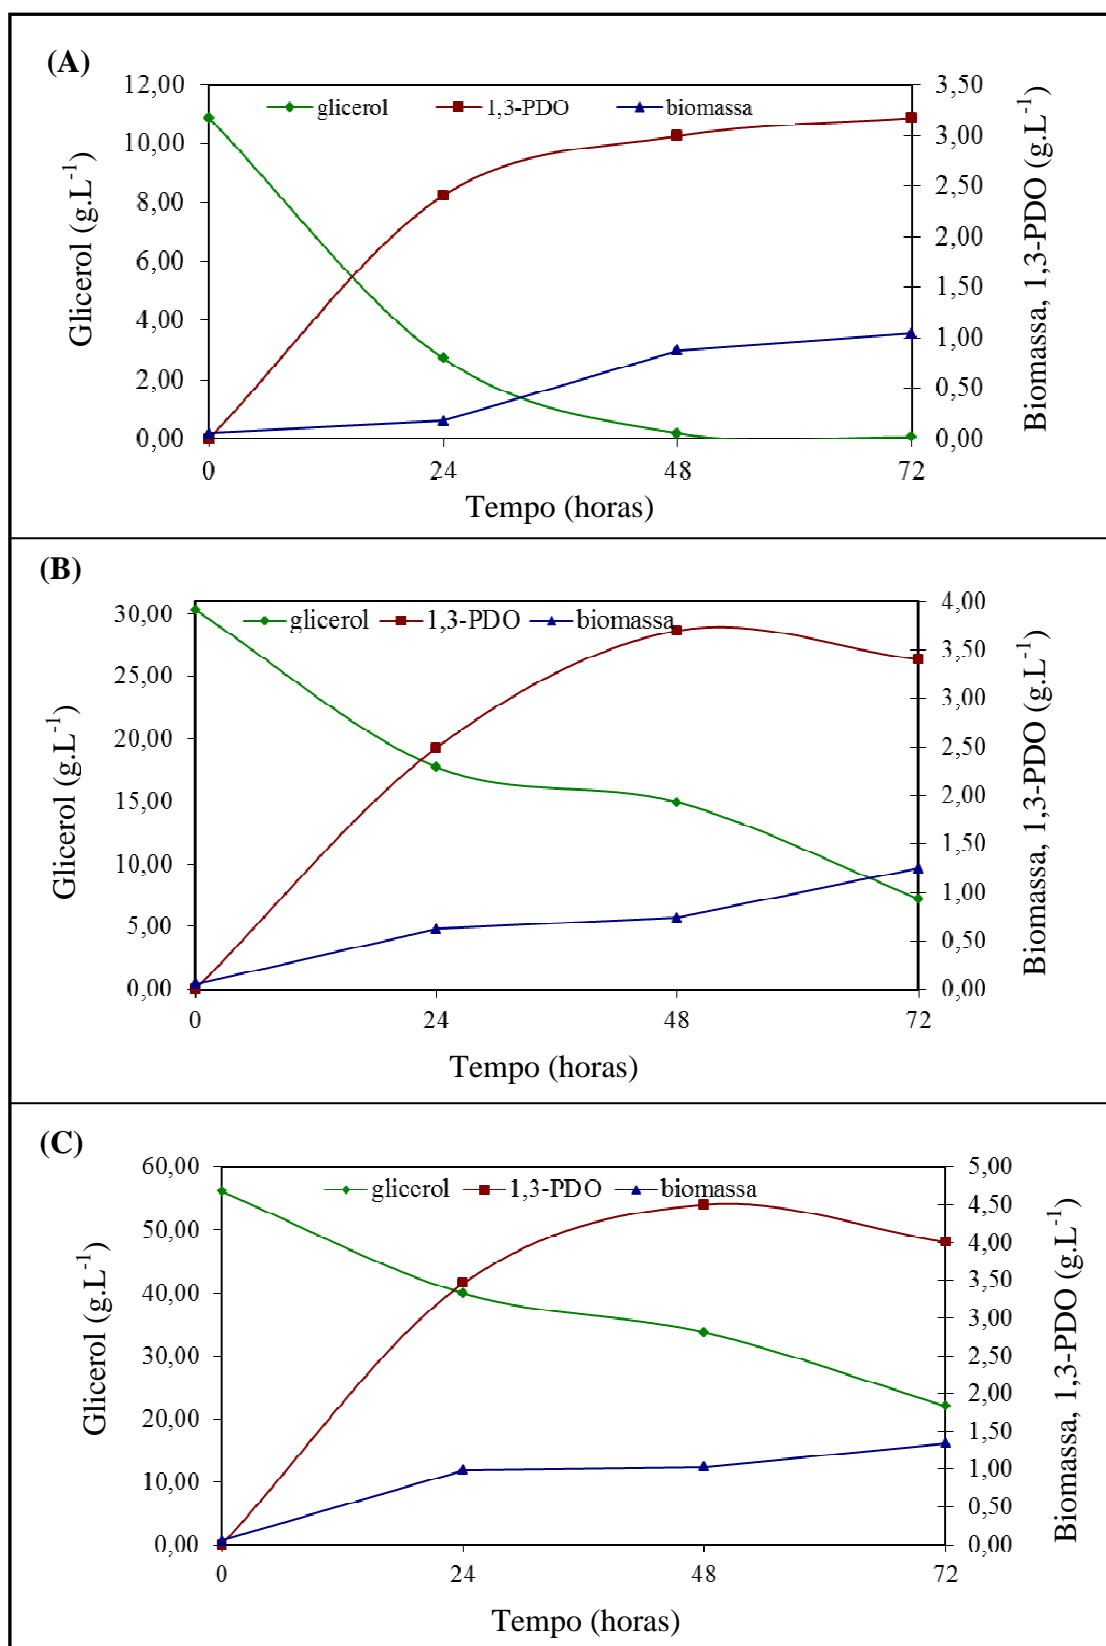 (A)
glicerol 1,3-PDO biomassa
12,00
10,00
8,00
6,00
4,00
2,00
0,00
Glicerol (g.L-1)
3,50
3,00
2,50
2,00
1,50
1,00
0,50
0,00
Biomassa, 1,3-PDO (g.L-1)
0 24 48 72
Tempo (horas)
(B)
glicerol 1,3-PDO biomassa
30,00
25,00
20,00
15,00
10,00
5,00
0,00
Glicerol (g.L-1)
4,00
3,50
3,00
2,50
2,00
1,50
1,00
0,50
0,00
Biomassa, 1,3-PDO (g.L-1)
0 24 48 72
Tempo (horas)
(C)
glicerol 1,3-PDO biomassa
60,00
50,00
40,00
30,00
20,00
10,00
0,00
Glicerol (g.L-1)
5,00
4,50
4,00
3,50
3,00
2,50
2,00
1,50
1,00
0,50
0,00
Biomassa, 1,3-PDO (g.L-1)
0 24 48 72
Tempo (horas)